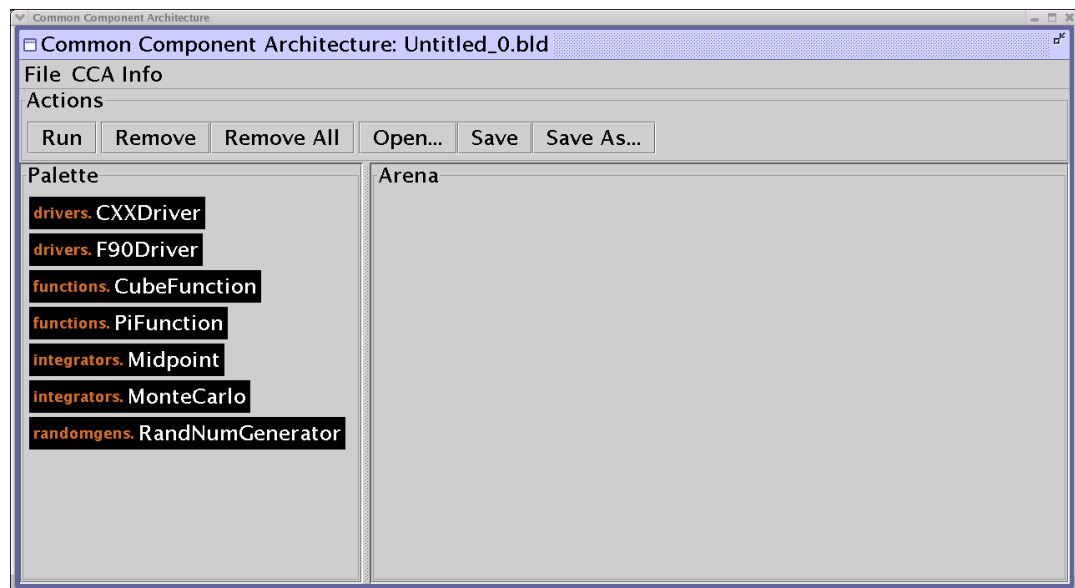 Common Component Architecture
Common Component Architecture: Untitled_0.bld
File CCA Info
Actions
Run Remove Remove All Open... Save Save As...
Palette
drivers. CXXDriver
drivers. F90Driver
functions. CubeFunction
functions. PiFunction
integrators. Midpoint
integrators. MonteCarlo
randomgens. RandNumGenerator
Arena